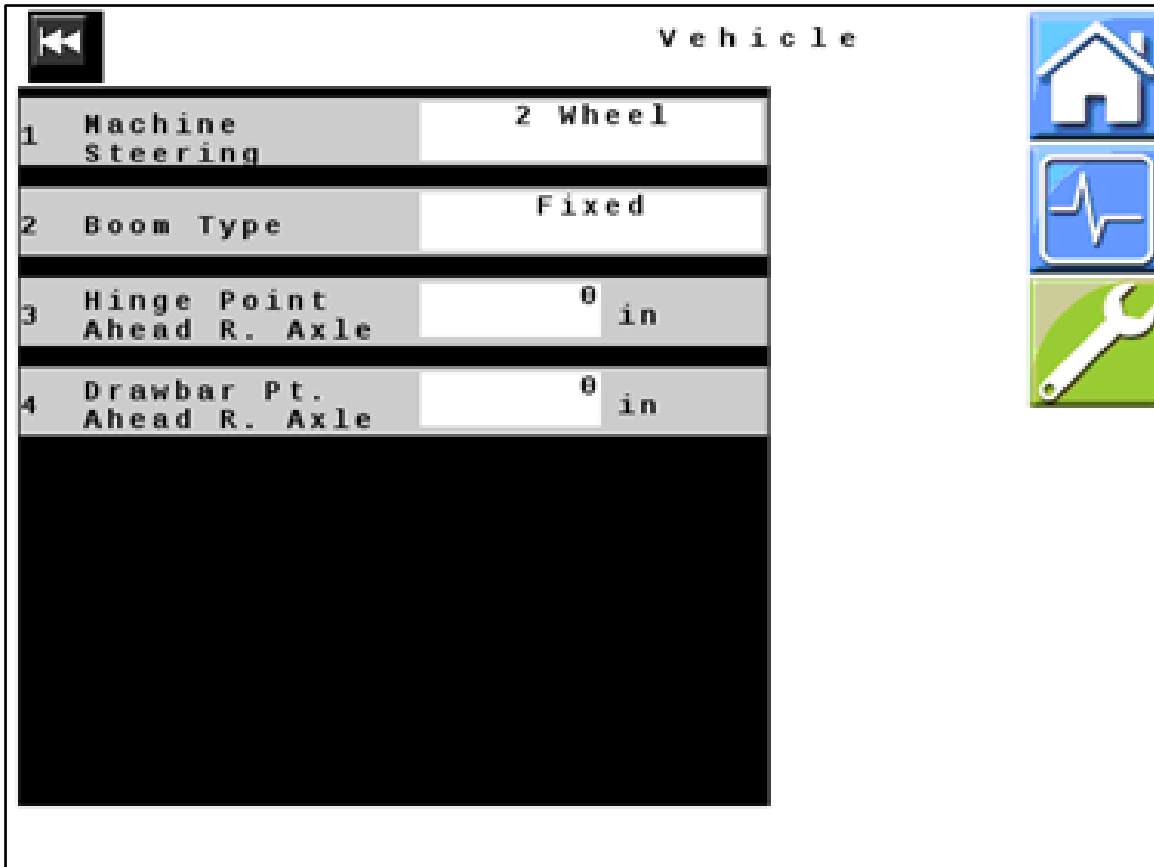 Vehicle
1 Machine
Steering
2 Wheel
2 Boom Type
Fixed
3 Hinge Point
Ahead R. Axle
0 in
4 Drawbar Pt.
Ahead R. Axle
0 in